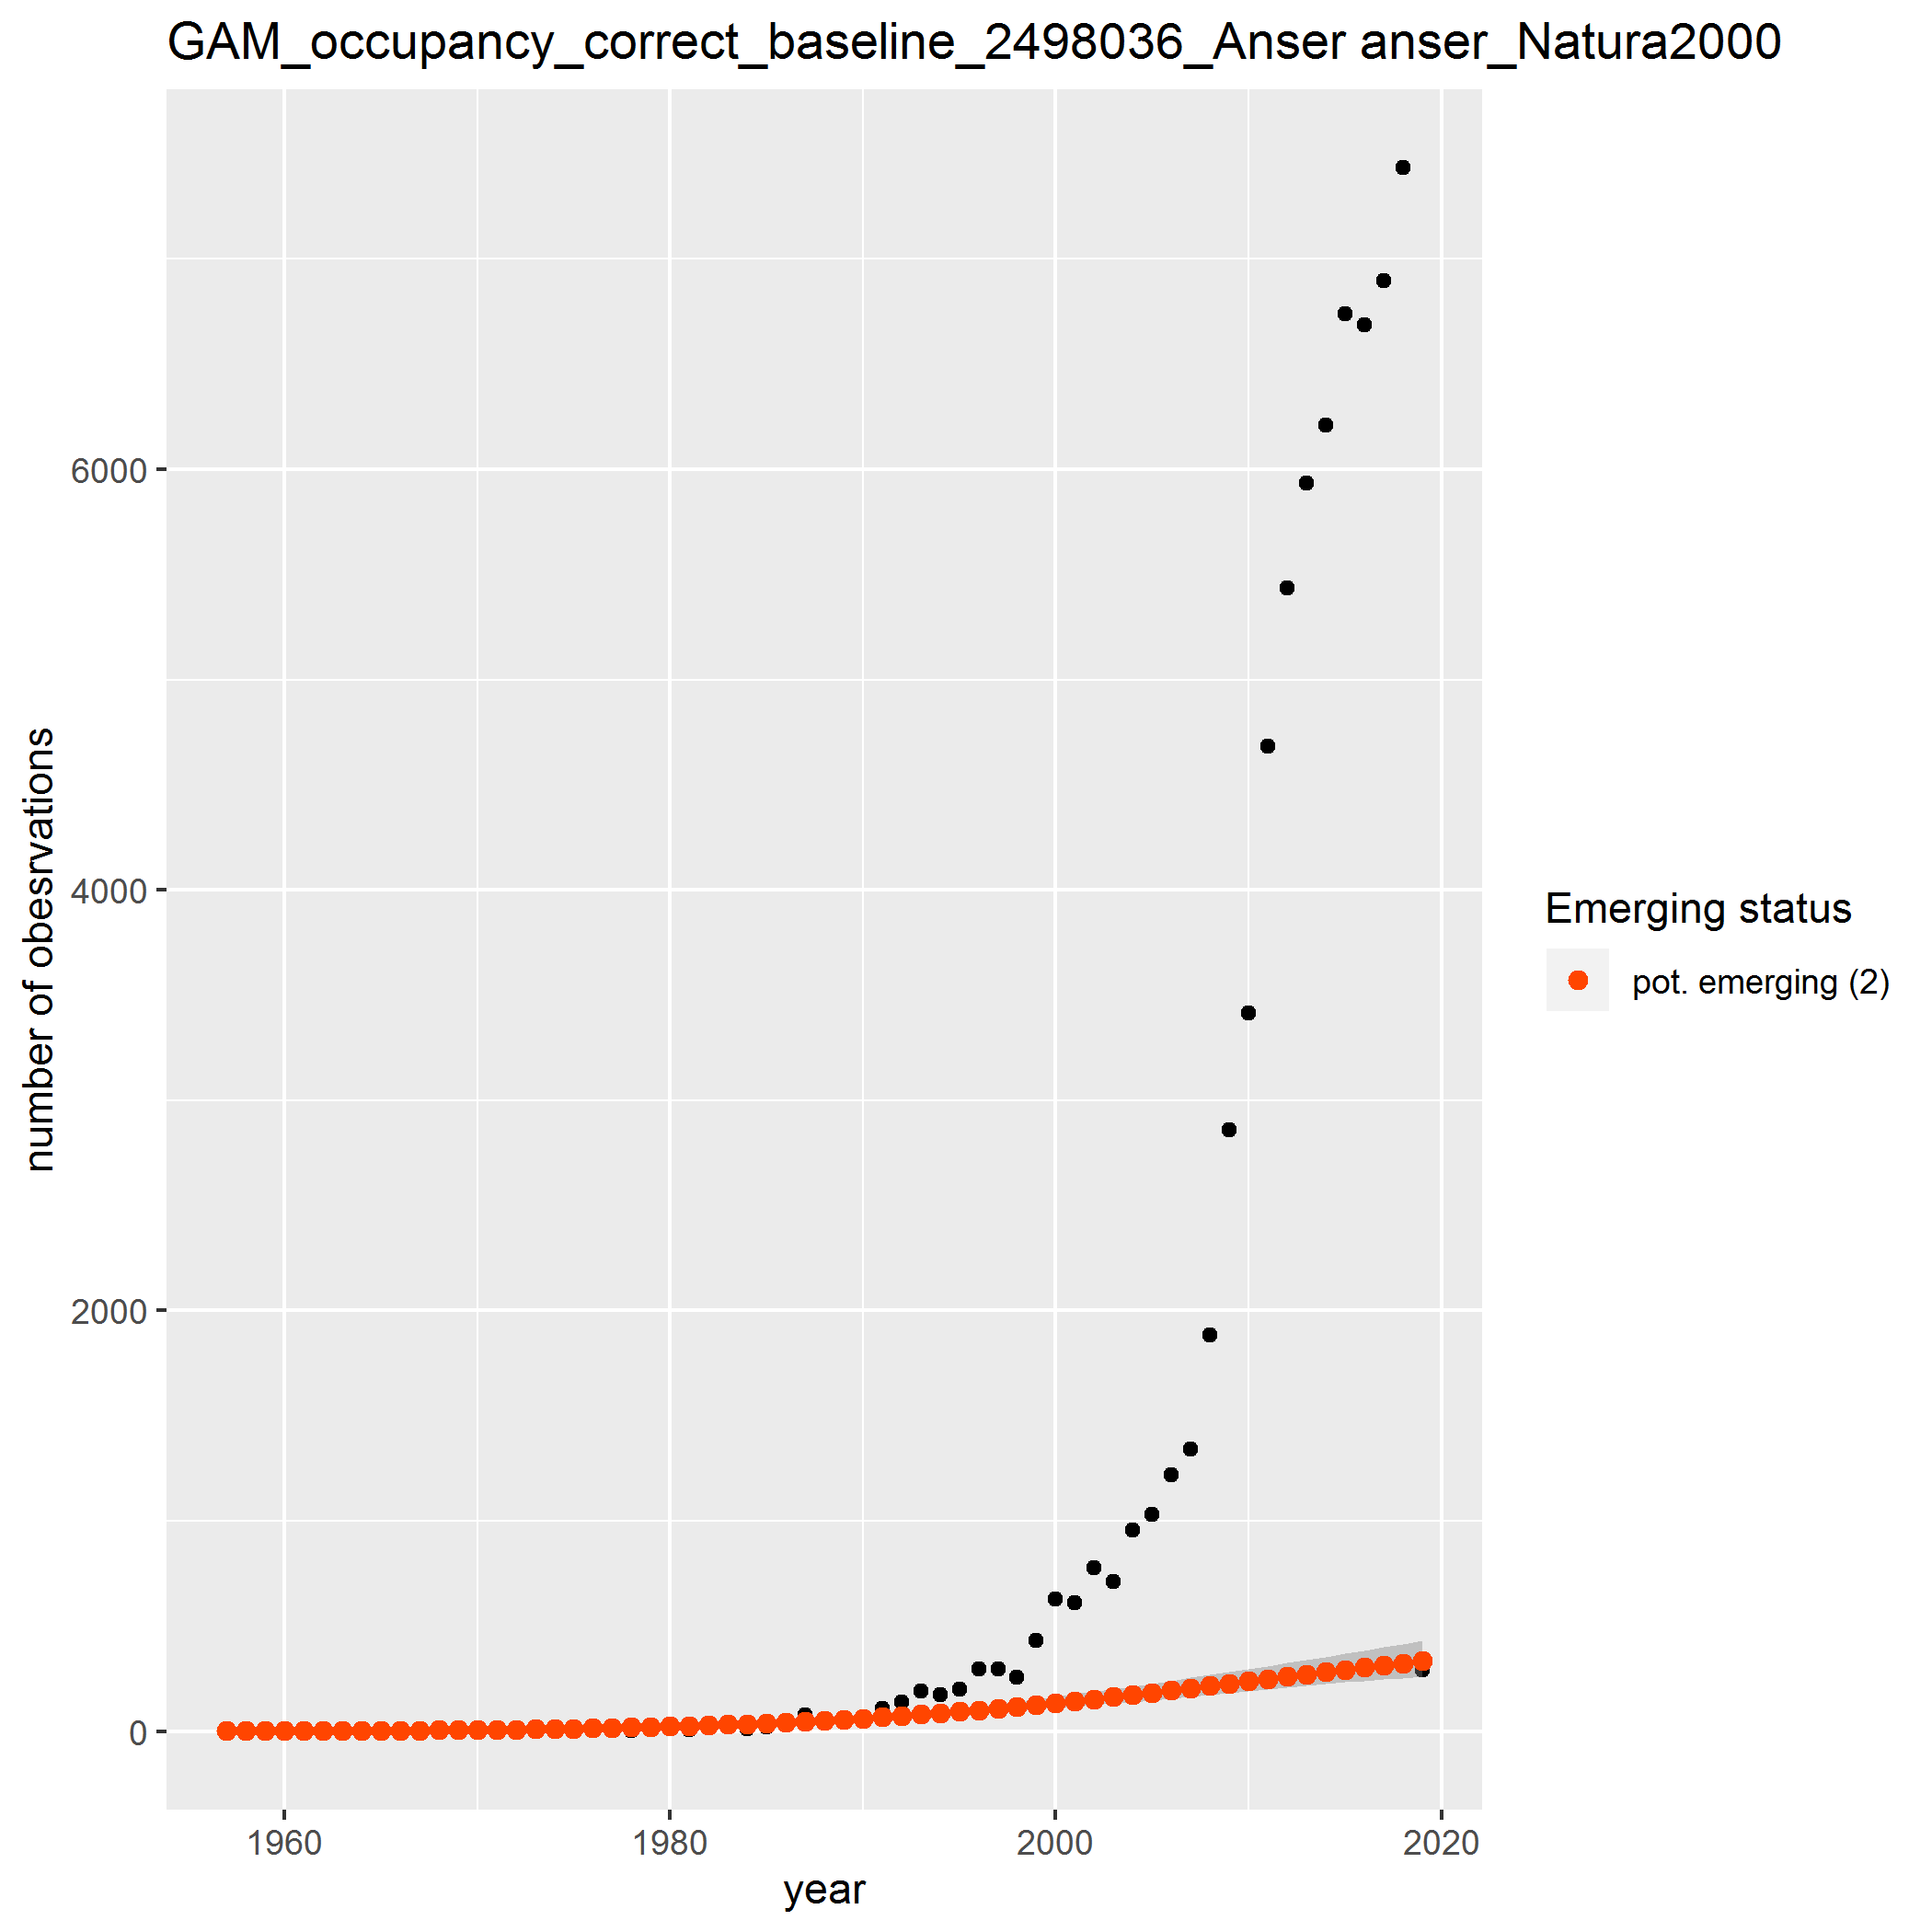 GAM_occupancy_correct_baseline_2498036_Anser anser_Natura2000
number of obesrvations
6000
4000
2000
0
1960 1980 2000 2020
year
Emerging status
pot. emerging (2)